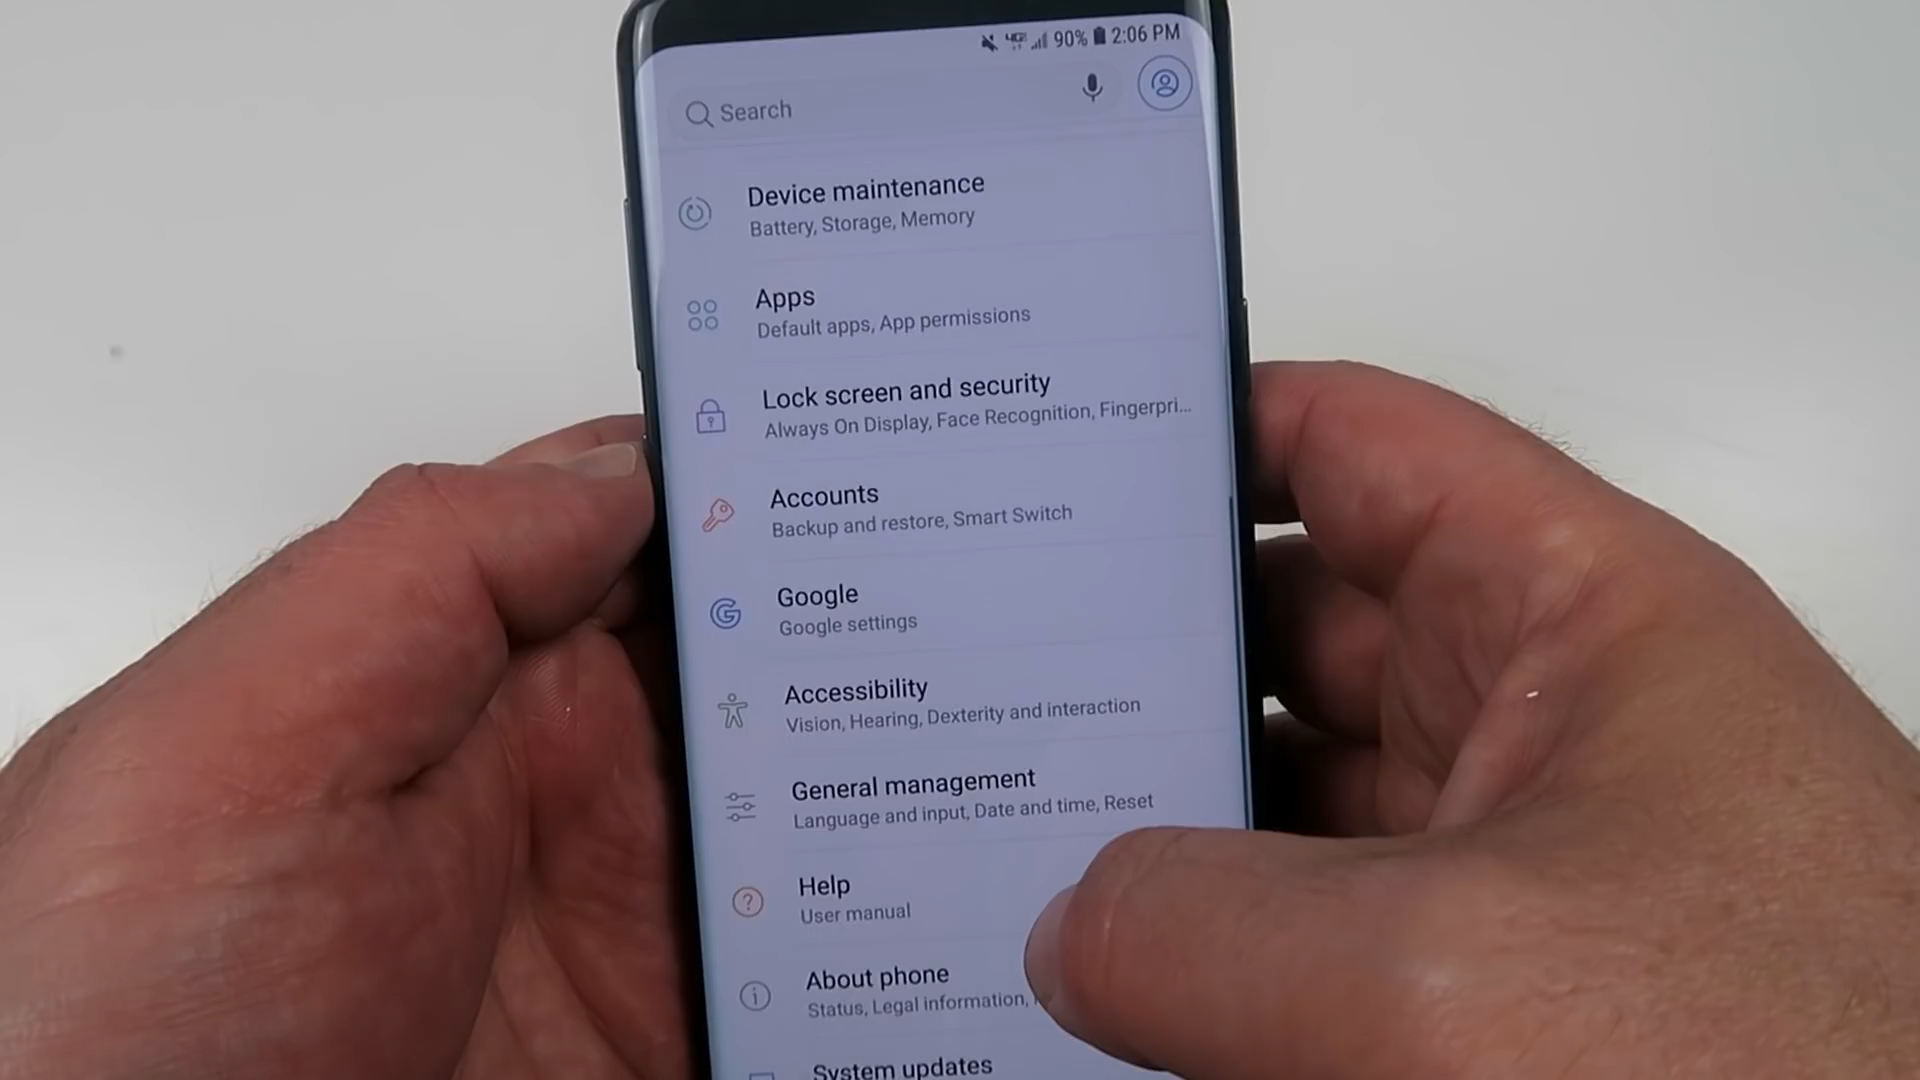 90% 2:06 PM
Search
Device maintenance
Battery, Storage, Memory
Apps
Default apps, App permissions
Lock screen and security
Always On Display, Face Recognition, Fingerpri...
Accounts
Backup and restore, Smart Switch
Google
Google settings
Accessibility
Vision, Hearing, Dexterity and interaction
General management
Language and input, Date and time, Reset
Help
User manual
About phone
Status, Legal information,
System updates